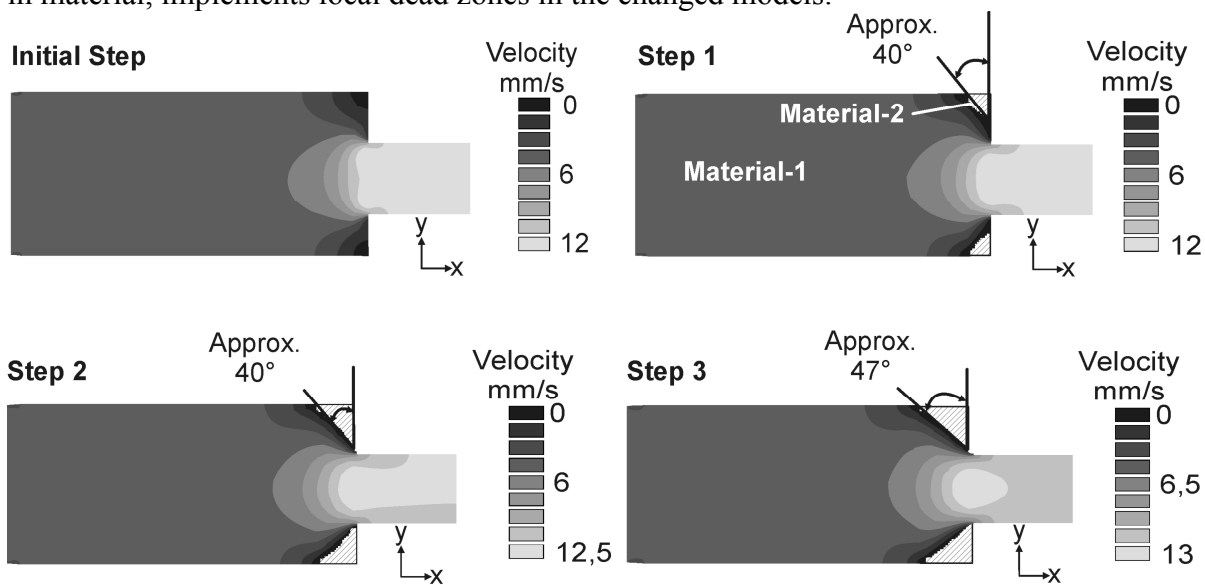 in material, implements local dead zones in the changed models.
Initial Step
Velocity
mm/s
0
6
12
y
x
Step 1
Approx.
40°
Material-2
Material-1
Velocity
mm/s
0
6
12
y
x
Step 2
Approx.
40°
Velocity
mm/s
0
6
12,5
y
x
Step 3
Approx.
47°
Velocity
mm/s
0
6,5
13
y
x